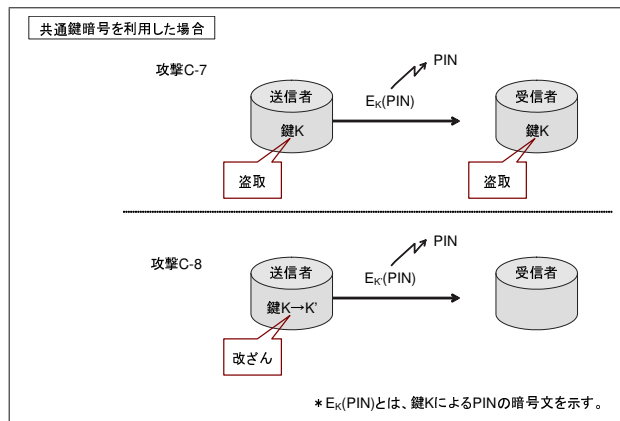 共通鍵暗号を利用した場合
攻撃C-7
PIN
送信者
E_K(PIN)
受信者
鍵K
鍵K
盗取
盗取
攻撃C-8
PIN
送信者
E_K'(PIN)
受信者
鍵K→K'
改ざん
＊E_K(PIN)とは、鍵KによるPINの暗号文を示す。